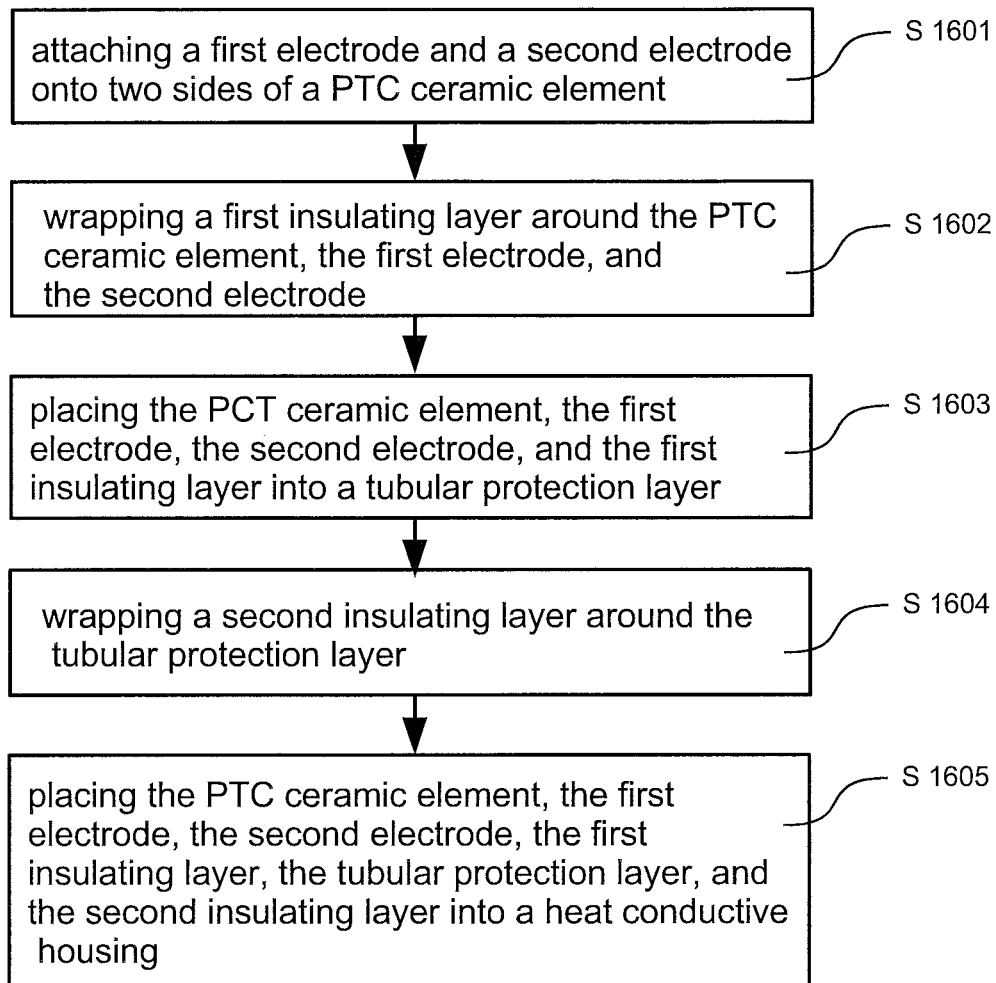 attaching a first electrode and a second electrode
onto two sides of a PTC ceramic element
S 1601
wrapping a first insulating layer around the PTC
ceramic element, the first electrode, and
the second electrode
S 1602
placing the PCT ceramic element, the first
electrode, the second electrode, and the first
insulating layer into a tubular protection layer
S 1603
wrapping a second insulating layer around the
tubular protection layer
S 1604
placing the PTC ceramic element, the first
electrode, the second electrode, the first
insulating layer, the tubular protection layer, and
the second insulating layer into a heat conductive
housing
S 1605